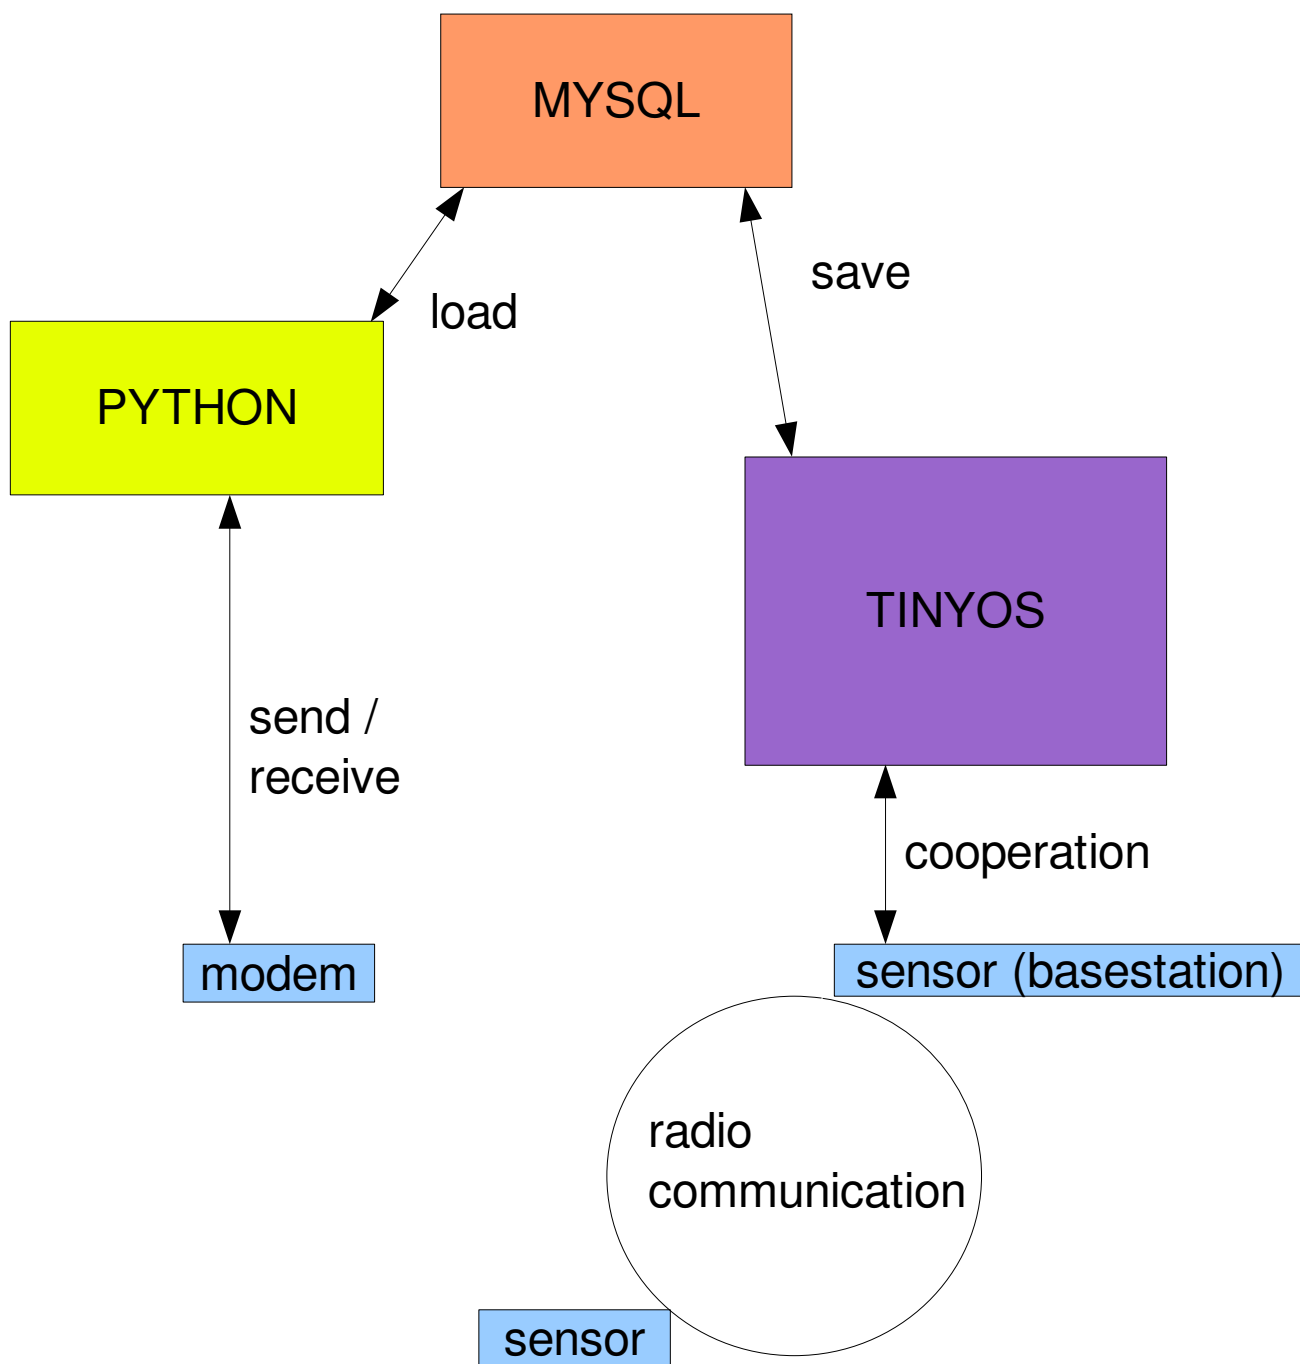 MYSQL
save
load
PYTHON
TINYOS
send /
receive
cooperation
modem
sensor (basestation)
radio
communication
sensor